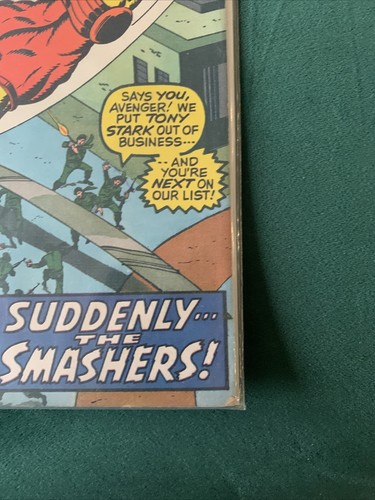 SAYS YOU,
AVENGER! WE
PUT TONY
STARK OUT OF
BUSINESS---
--AND
YOU'RE
NEXT ON
OUR LIST!
SUDDENLY...
THE
SMASHERS!